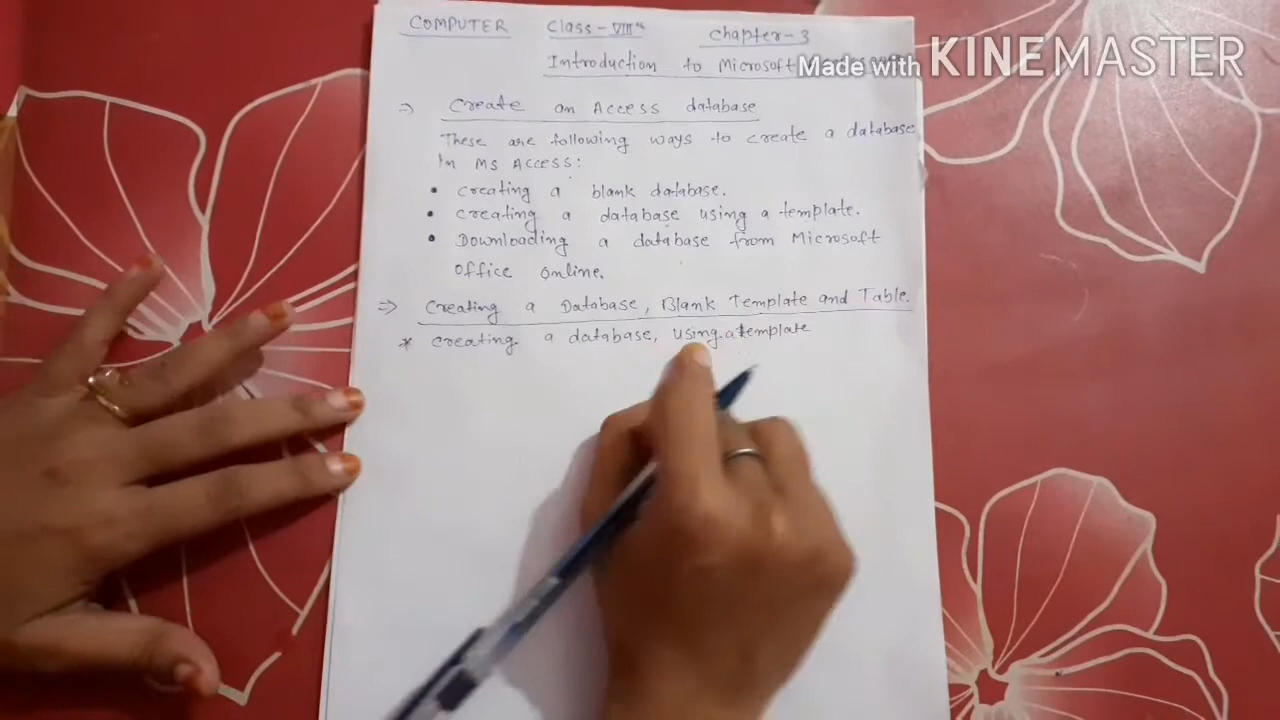 COMPUTER Class - VIIIth Chapter - 3
Introduction to Microsoft
Made with KINEMASTER
⇒ Create an Access database
These are following ways to create a database
In MS Access:
• Creating a blank database.
• Creating a database using a template.
• Downloading a database from Microsoft
Office Online.
⇒ Creating a Database, Blank Template and Table.
* Creating a database, using a template